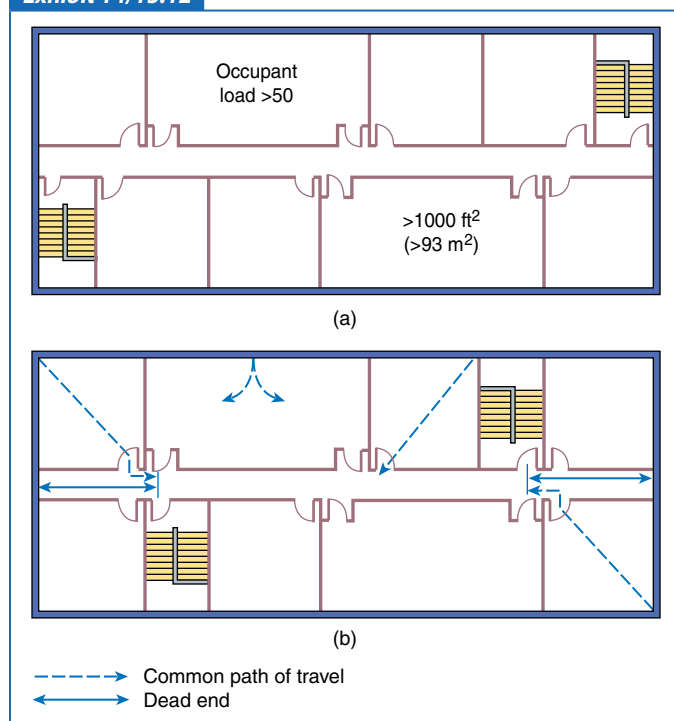 Occupant
load >50
>1000 ft²
(>93 m²)
(a)
(b)
Common path of travel
Dead end